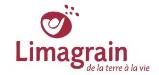 Limagrain
de la terre à la vie